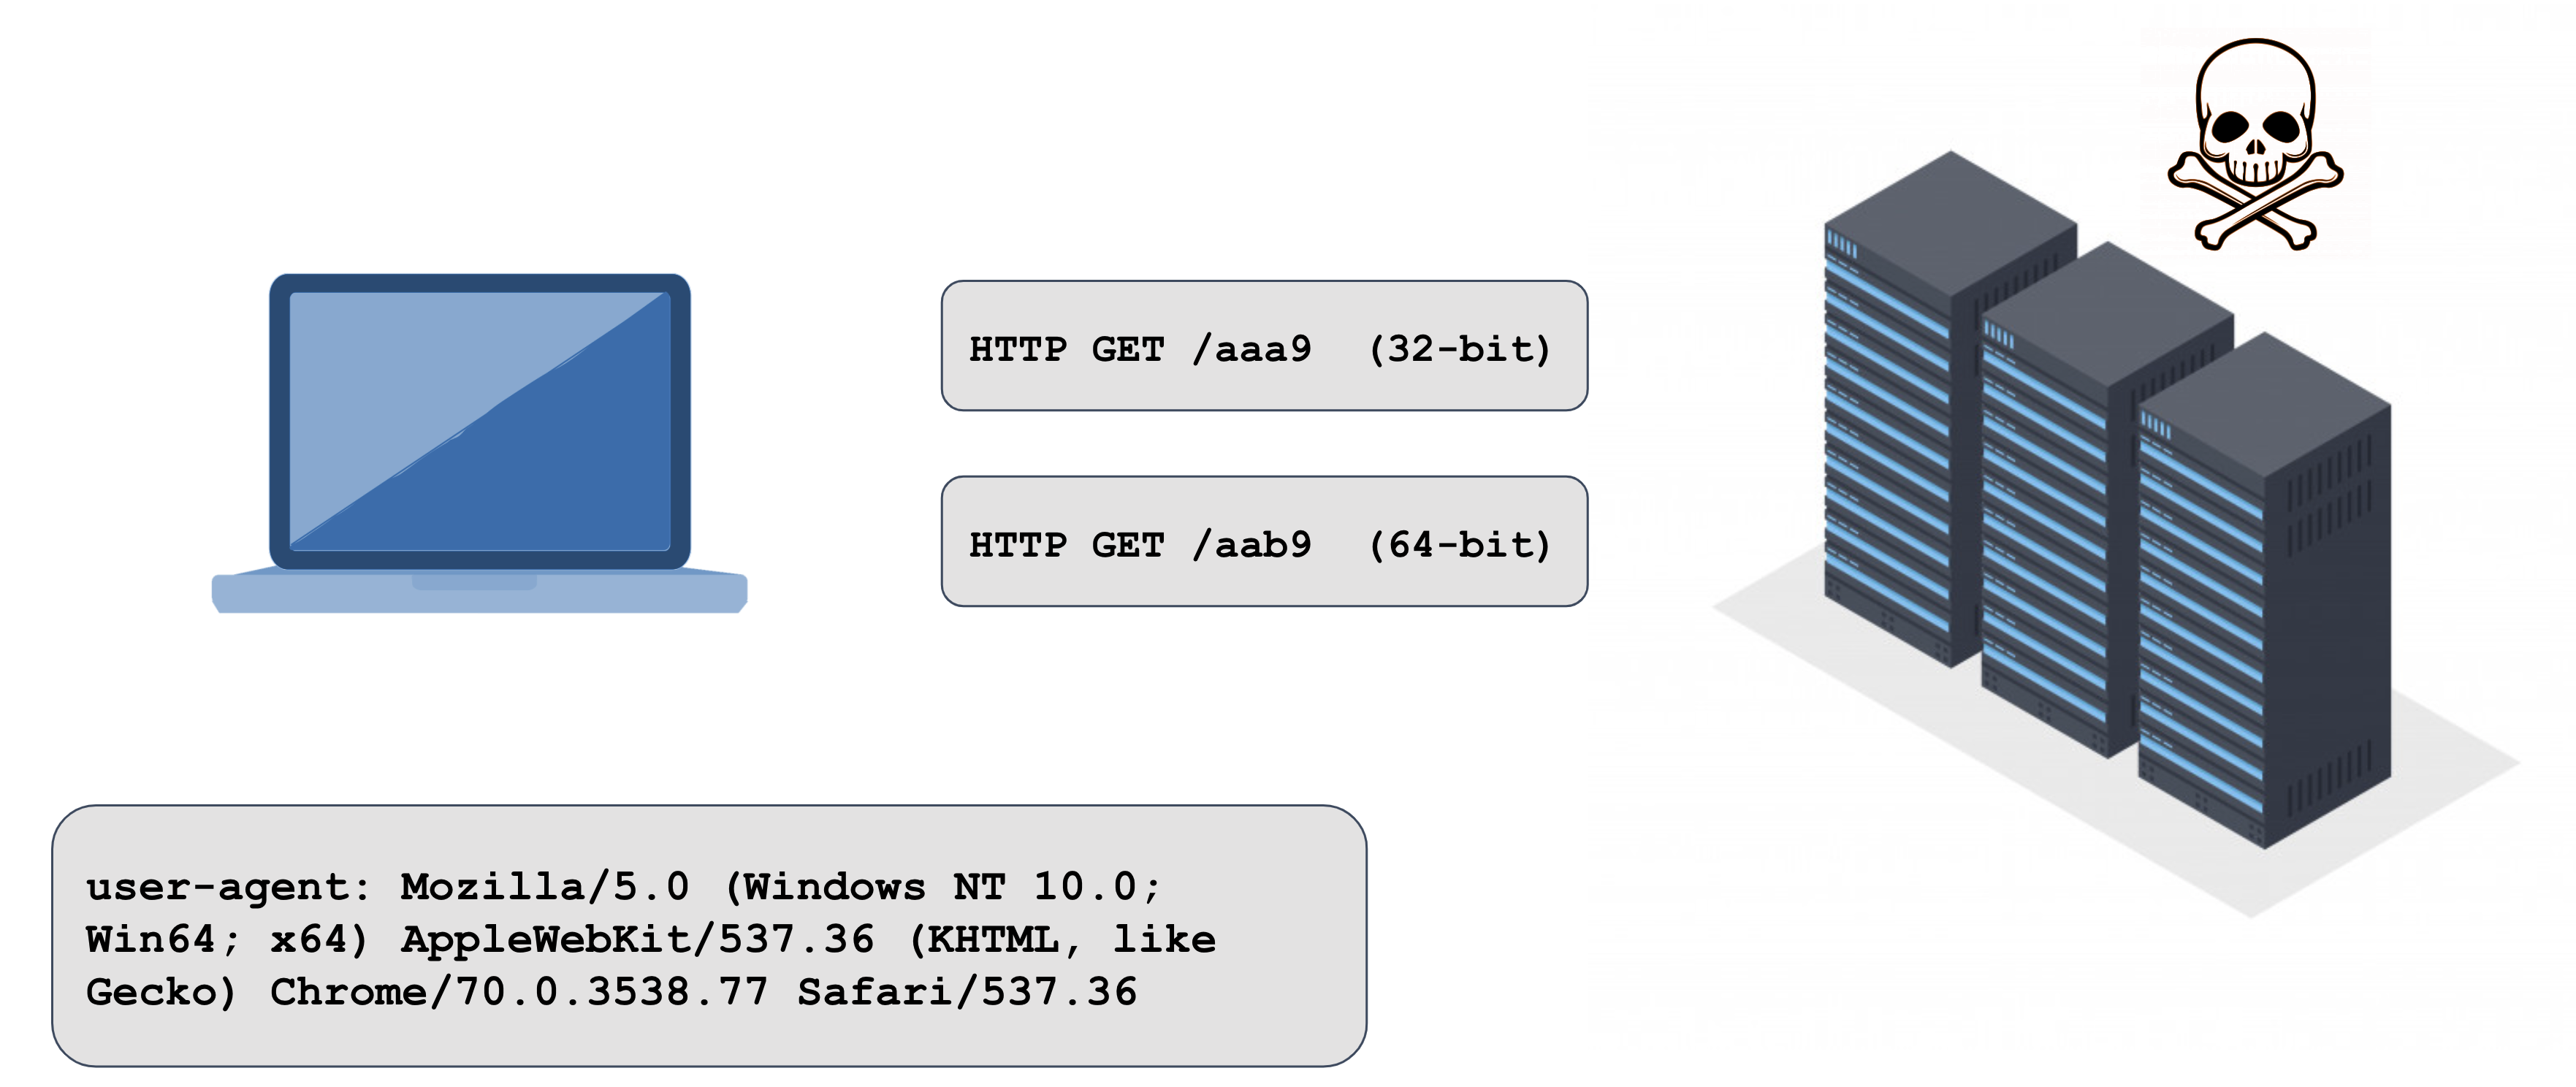 HTTP GET /aaa9  (32-bit)
HTTP GET /aab9  (64-bit)
user-agent: Mozilla/5.0 (Windows NT 10.0;
Win64; x64) AppleWebKit/537.36 (KHTML, like
Gecko) Chrome/70.0.3538.77 Safari/537.36